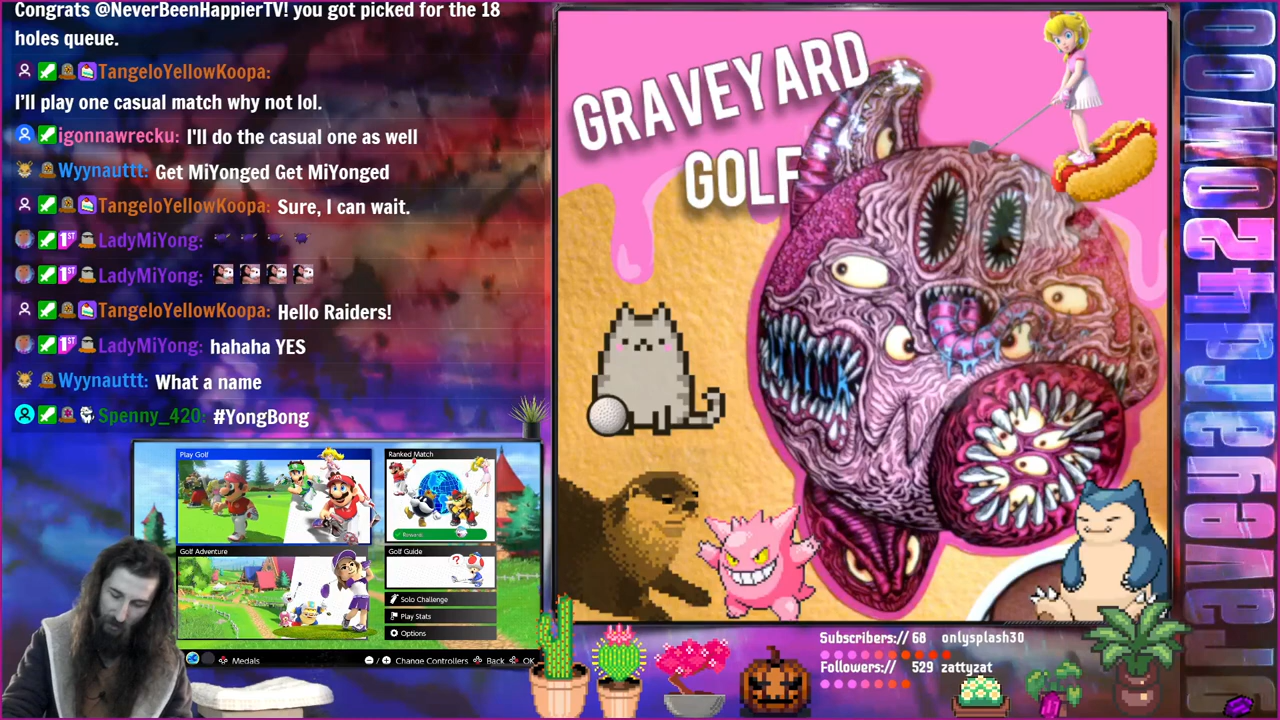 Congrats @NeverBeenHappierTV! you got picked for the 18
holes queue.
TangeloYellowKoopa:
I'll play one casual match why not lol.
igonnawrecku: I'll do the casual one as well
Wyynauttt: Get MiYonged Get MiYonged
TangeloYellowKoopa: Sure, I can wait.
LadyMiYong:
LadyMiYong:
TangeloYellowKoopa: Hello Raiders!
LadyMiYong: hahaha YES
Wyynauttt: What a name
Spenny_420: #YongBong
GRAVEYARD
GOLF
Play Golf
Ranked Match
Rewards
Golf Adventure
Golf Guide
Solo Challenge
Play Stats
Options
Medals
Change Controllers
Back
OK
Subscribers// 68 onlysplash30
Followers// 529 zattyzat